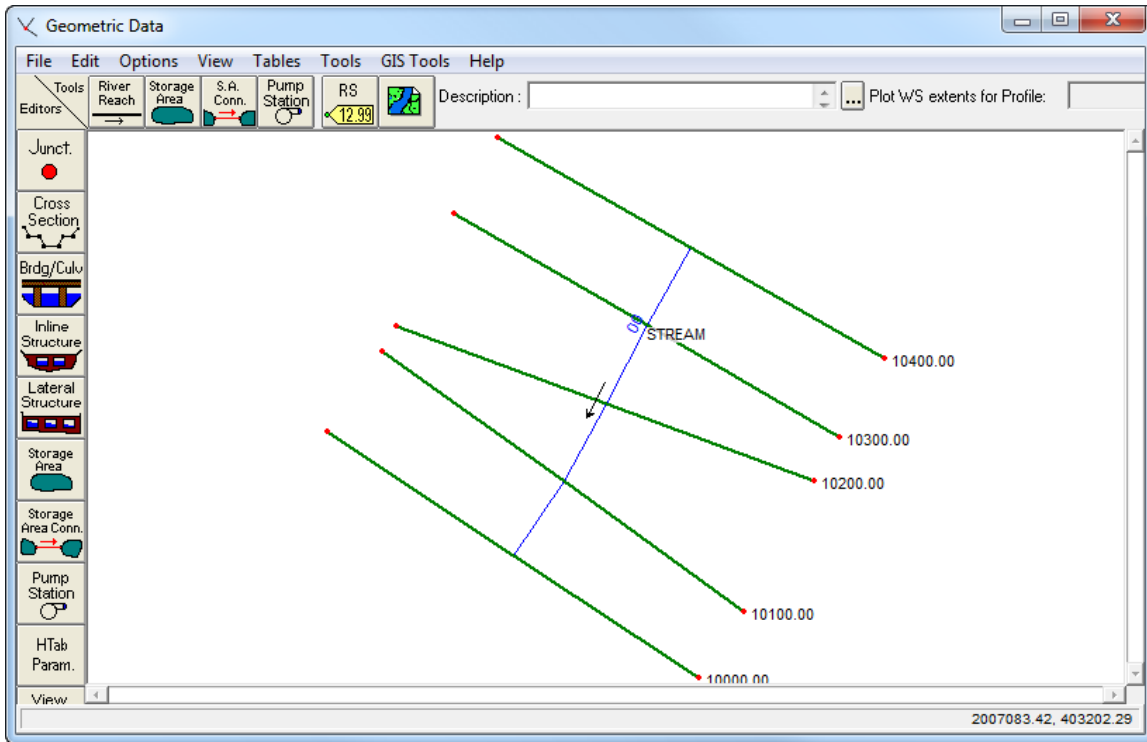 Geometric Data
File Edit Options View Tables Tools GIS Tools Help
Tools
Editors
River
Reach
Storage
Area
S.A.
Conn.
Pump
Station
RS
12.99
Description :
...
Plot WS extents for Profile:
Junct.
Cross
Section
Brdg/Culv
Inline
Structure
Lateral
Structure
Storage
Area
Storage
Area Conn.
Pump
Station
HTab
Param.
View
00
STREAM
10400.00
10300.00
10200.00
10100.00
10000.00
2007083.42, 403202.29